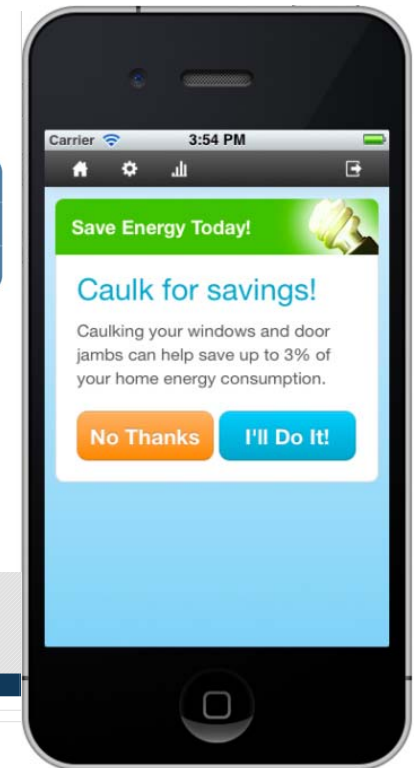 Carrier 3:54 PM
Save Energy Today!
Caulk for savings!
Caulking your windows and door
jambs can help save up to 3% of
your home energy consumption.
No Thanks I'll Do It!